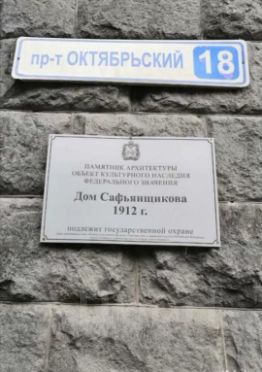 пр-т ОКТЯБРЬСКИЙ 18
ПАМЯТНИК АРХИТЕКТУРЫ
ОБЪЕКТ КУЛЬТУРНОГО НАСЛЕДИЯ
ФЕДЕРАЛЬНОГО ЗНАЧЕНИЯ
Дом Сафьянщикова
1912 г.
подлежит государственной охране